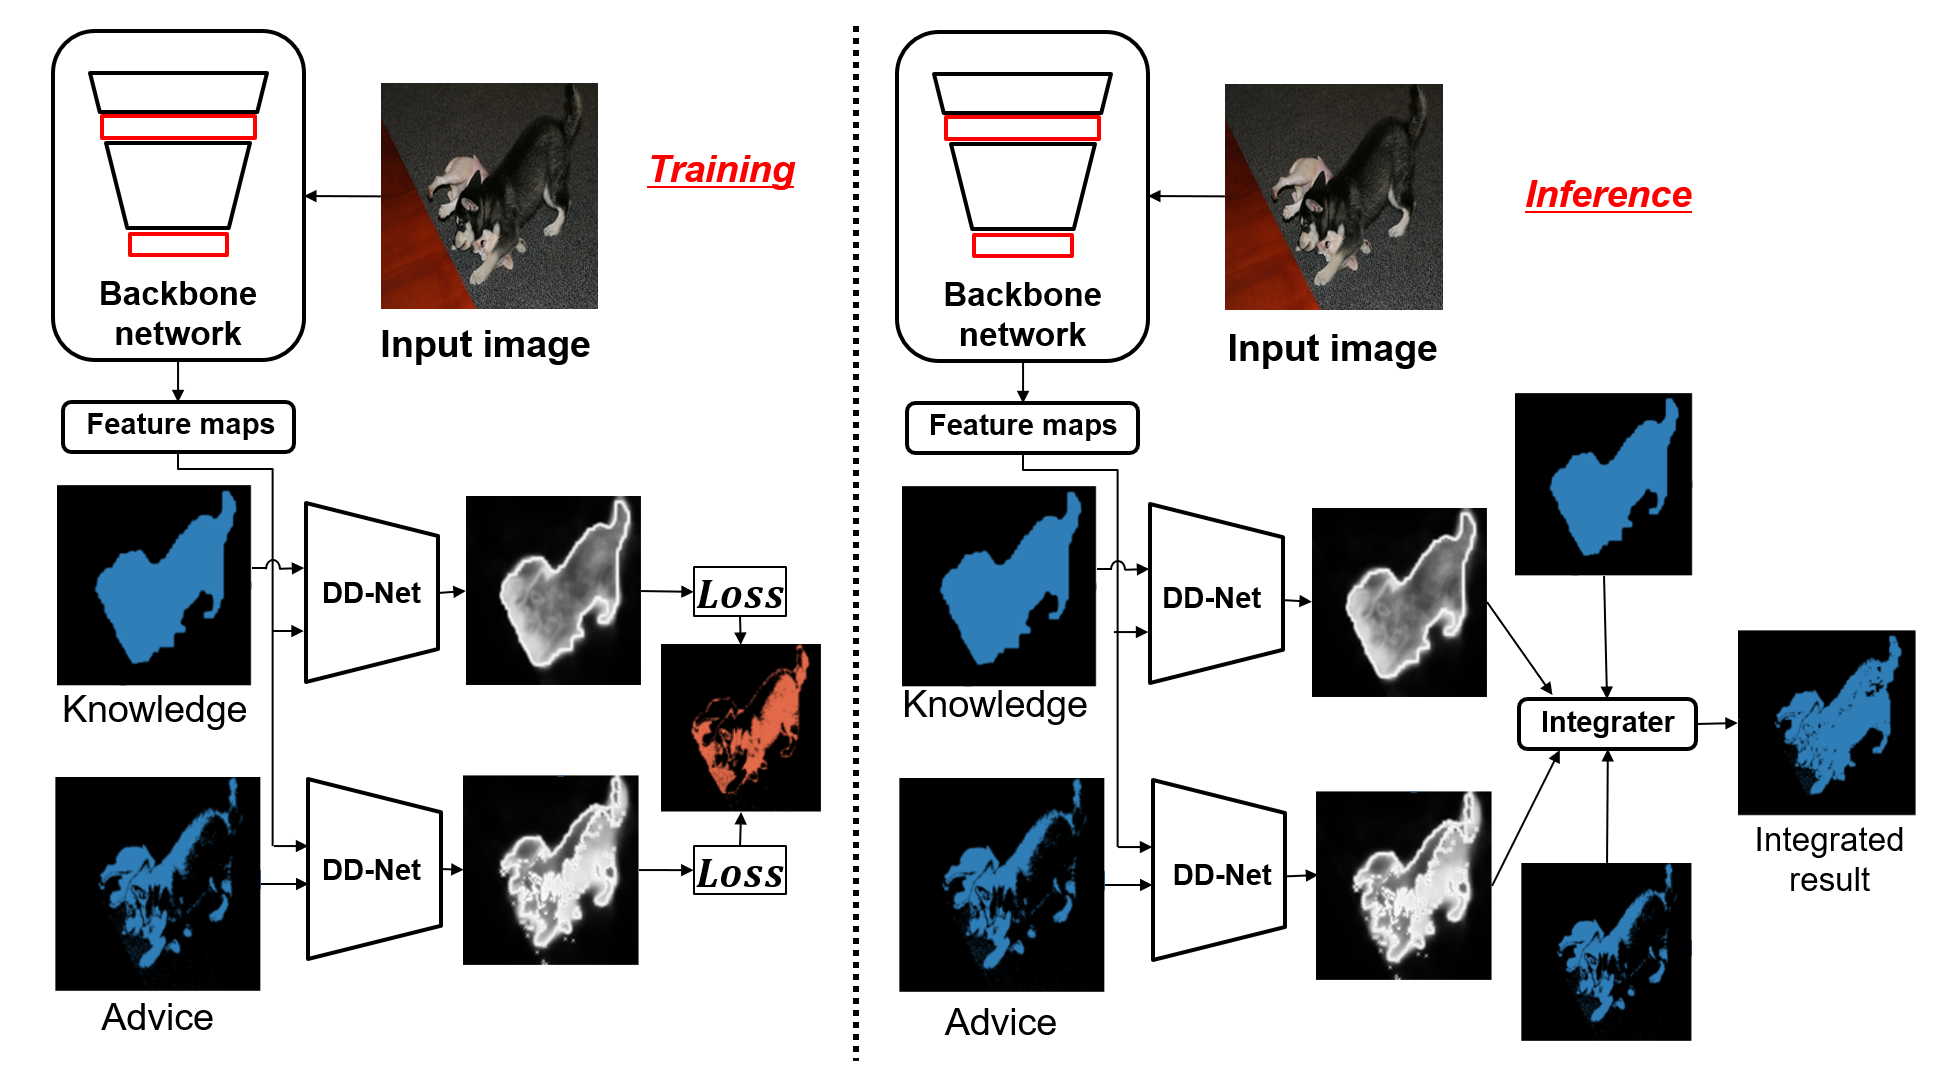 Training
Backbone
network
Input image
Feature maps
DD-Net
Loss
Knowledge
DD-Net
Loss
Advice
Inference
Backbone
network
Input image
Feature maps
DD-Net
Knowledge
Integrater
DD-Net
Integrated
result
Advice